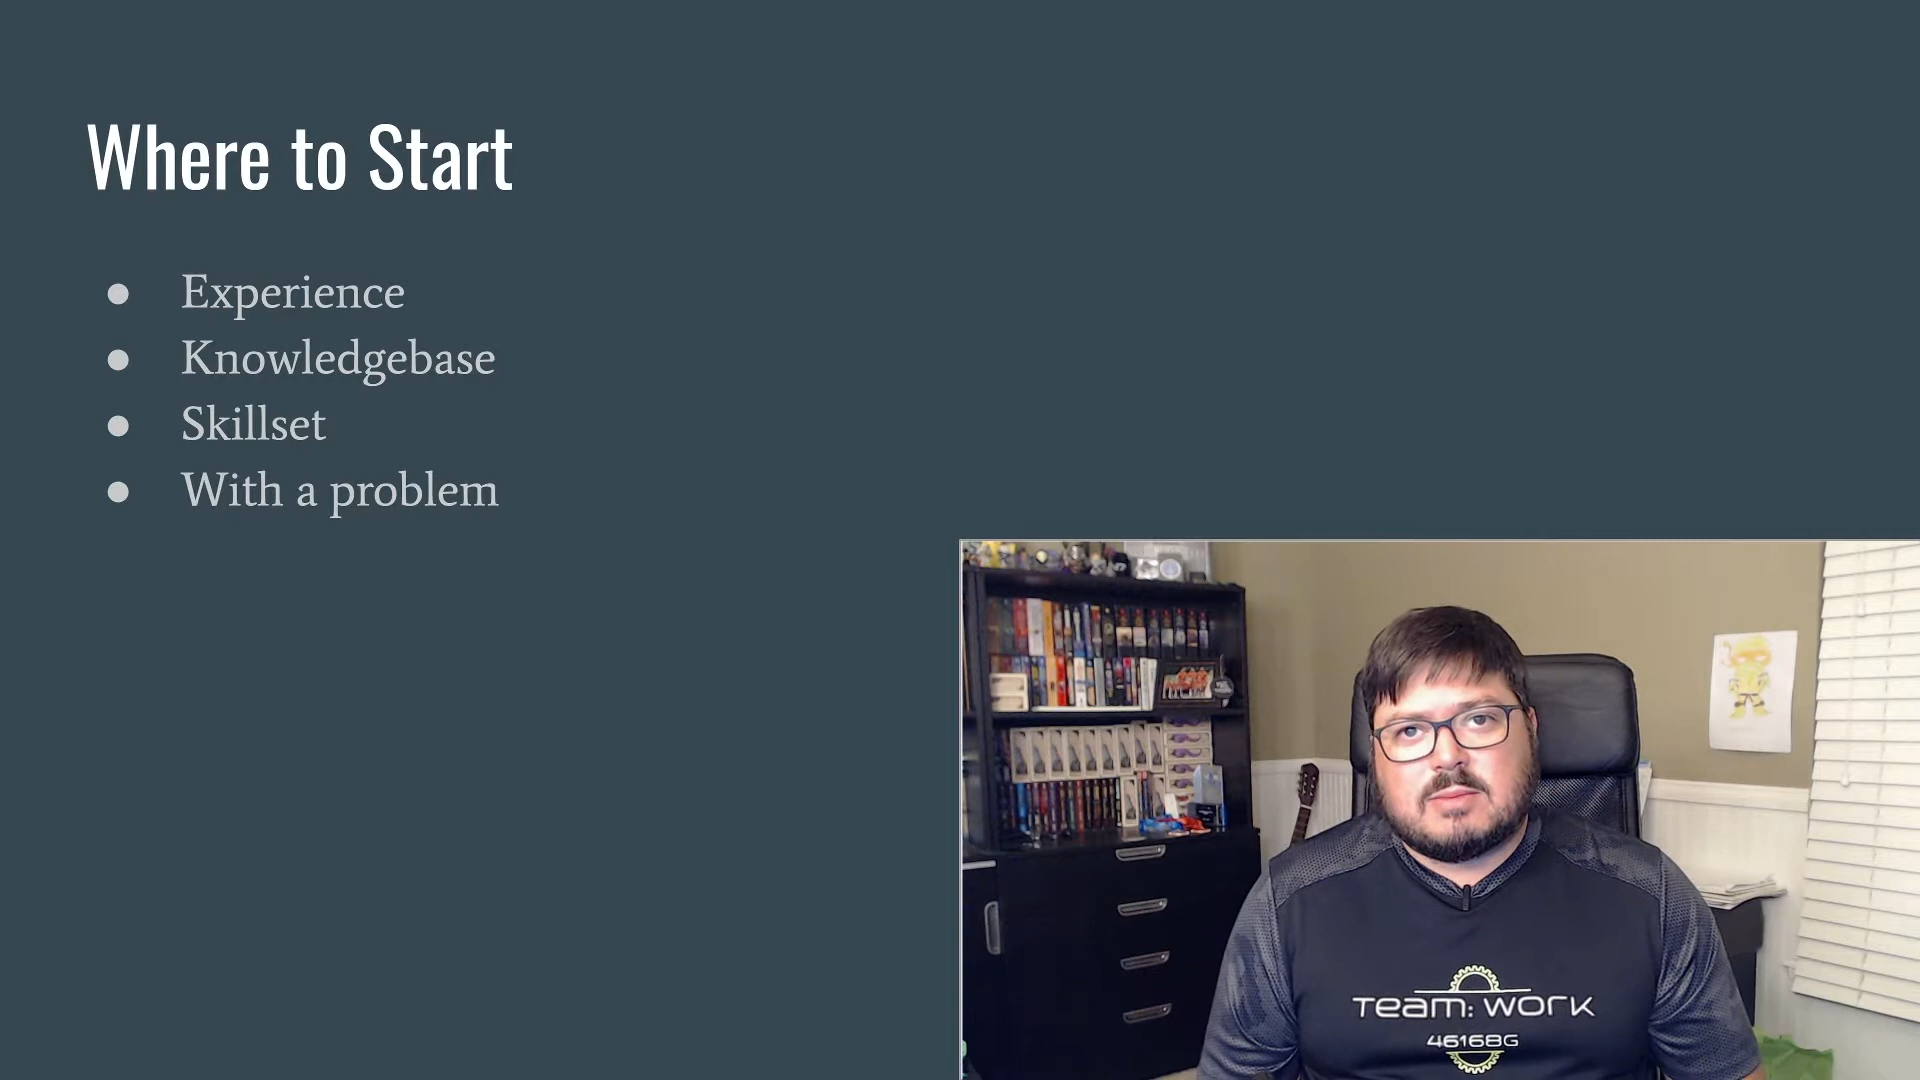 Where to Start
● Experience
● Knowledgebase
● Skillset
● With a problem
TEAM: WORK
46168G